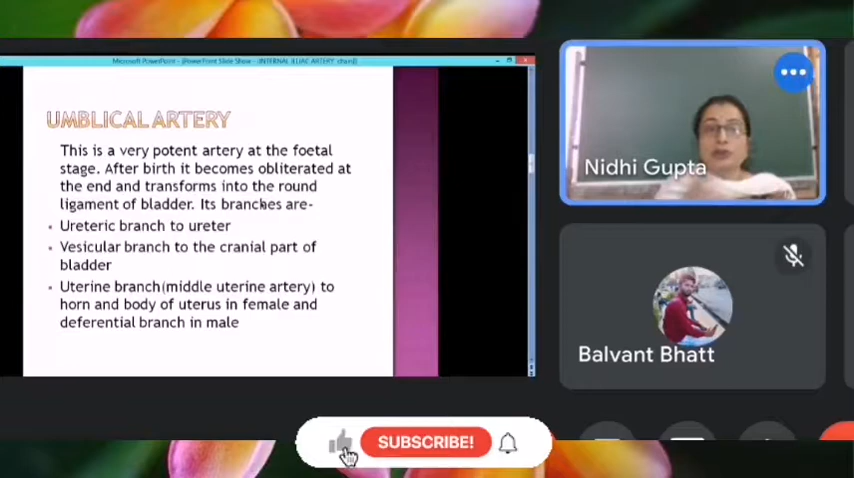 Microsoft PowerPoint - [PowerPoint Slide Show - INTERNAL ILIAC ARTERY chain]
UMBLICAL ARTERY
This is a very potent artery at the foetal
stage. After birth it becomes obliterated at
the end and transforms into the round
ligament of bladder. Its branches are-
Ureteric branch to ureter
Vesicular branch to the cranial part of
bladder
Uterine branch(middle uterine artery) to
horn and body of uterus in female and
deferential branch in male
Nidhi Gupta
Balvant Bhatt
SUBSCRIBE!